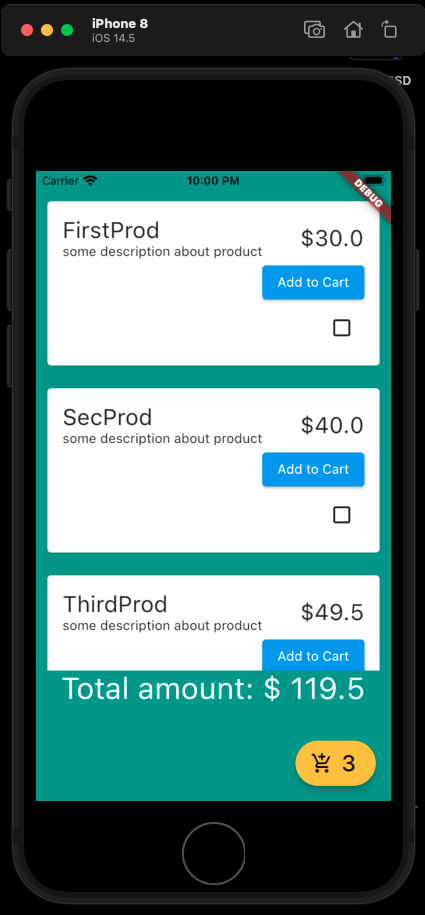 iPhone 8
iOS 14.5
SD
Carrier 10:00 PM
DEBUG
FirstProd
$30.0
some description about product
Add to Cart
SecProd
$40.0
some description about product
Add to Cart
ThirdProd
$49.5
some description about product
Add to Cart
Total amount: $ 119.5
3